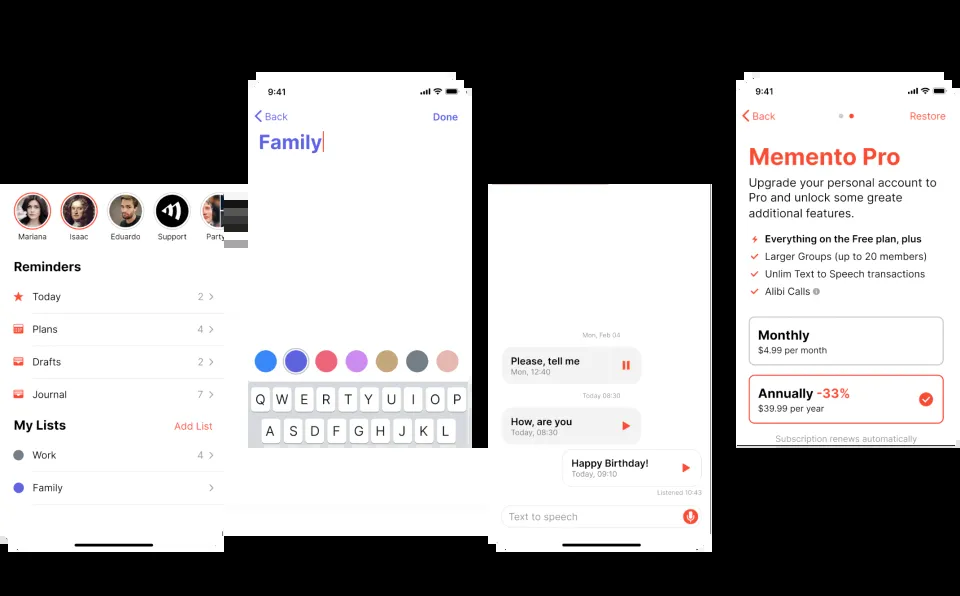 Mariana Isaac Eduardo Support Party
Reminders
Today 2
Plans 4
Drafts 2
Journal 7
My Lists Add List
Work 4
Family
9:41
Back Done
Family
Q W E R T Y U I O P
A S D F G H J K L
Mon, Feb 04
Please, tell me
Mon, 12:40
Today 08:30
How, are you
Today, 08:30
Happy Birthday!
Today, 09:10
Listened 10:43
Text to speech
9:41
Back Restore
Memento Pro
Upgrade your personal account to
Pro and unlock some greate
additional features.
Everything on the Free plan, plus
Larger Groups (up to 20 members)
Unlim Text to Speech transactions
Alibi Calls
Monthly
$4.99 per month
Annually -33%
$39.99 per year
Subscription renews automatically